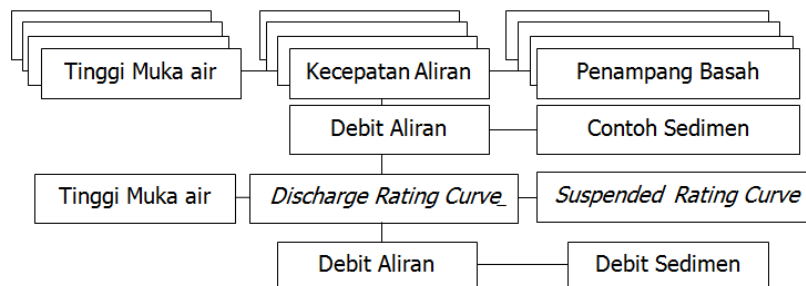 Tinggi Muka air
Kecepatan Aliran
Penampang Basah
Debit Aliran
Contoh Sedimen
Tinggi Muka air
Discharge Rating Curve_
Suspended Rating Curve
Debit Aliran
Debit Sedimen